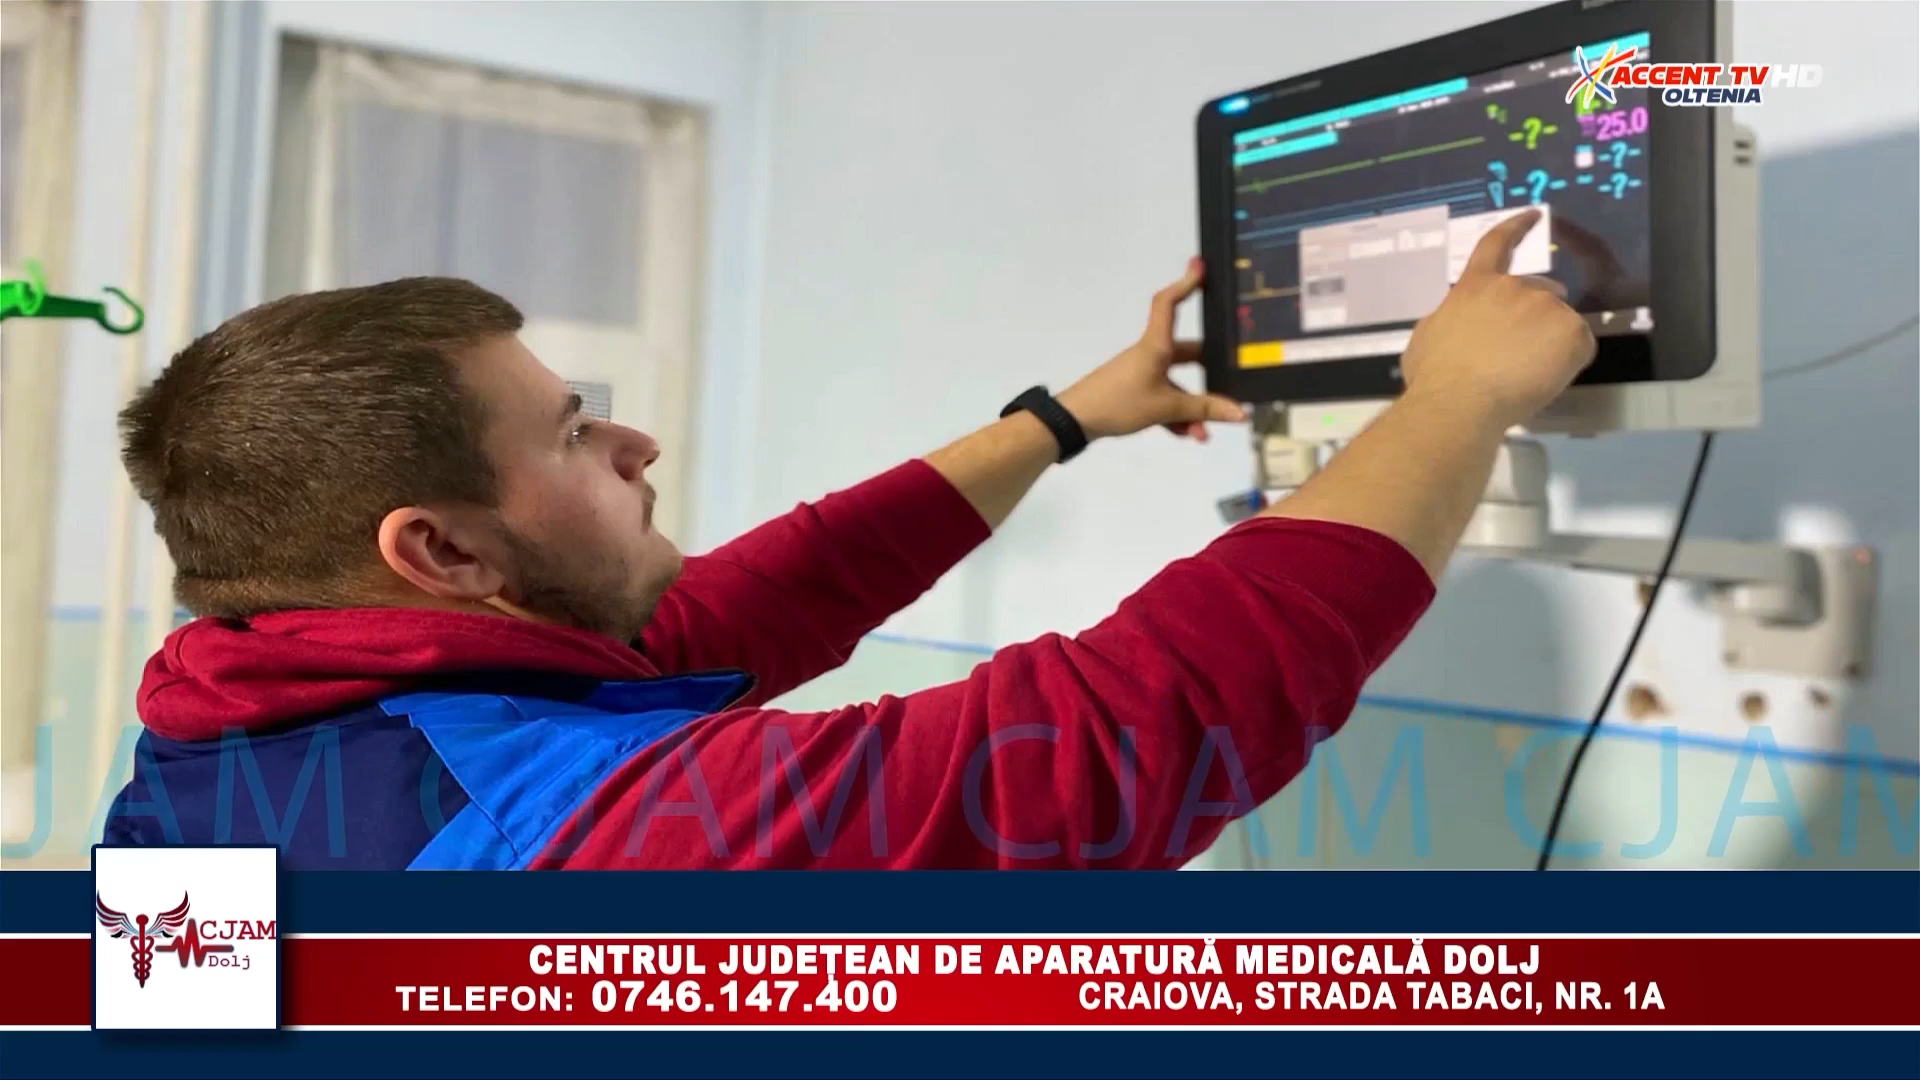 ACCENT TV HD
OLTENIA
-?-
25.0
-?-
-?-
-?-
CJAM CJAM CJAM CJAM CJAM
CJAM
Dolj
CENTRUL JUDEȚEAN DE APARATURĂ MEDICALĂ DOLJ
TELEFON: 0746.147.400
CRAIOVA, STRADA TABACI, NR. 1A